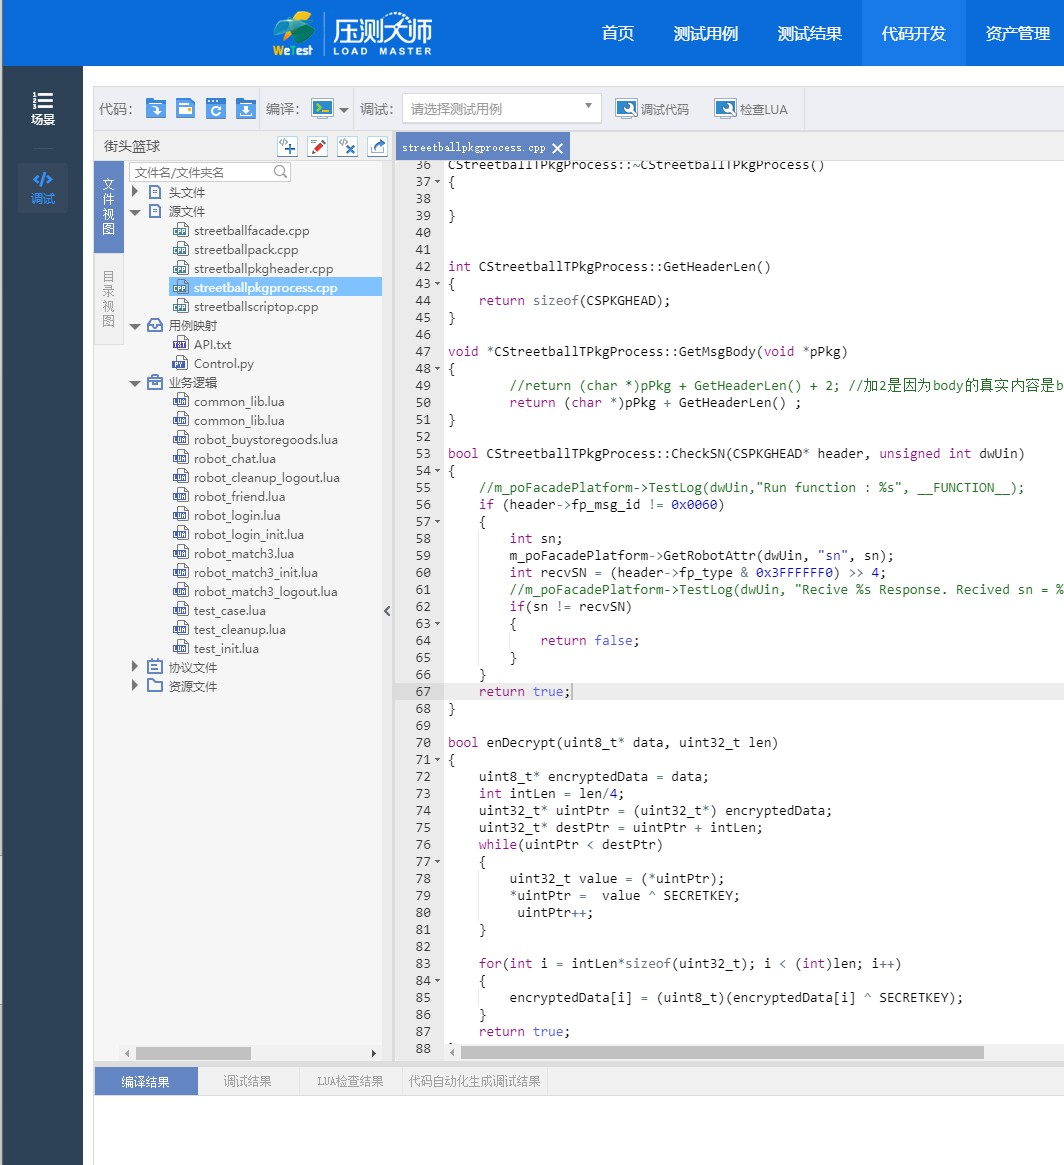 WeTest
压测大师
LOAD MASTER
首页
测试用例
测试结果
代码开发
资产管理
场景
调试
代码:
编译:
调试:
请选择测试用例
调试代码
检查LUA
街头篮球
文件视图
目录视图
文件名/文件夹名
头文件
源文件
streetballfacade.cpp
streetballpack.cpp
streetballpkgheader.cpp
streetballpkgprocess.cpp
streetballscriptop.cpp
用例映射
API.txt
Control.py
业务逻辑
common_lib.lua
common_lib.lua
robot_buystoregoods.lua
robot_chat.lua
robot_cleanup_logout.lua
robot_friend.lua
robot_login.lua
robot_login_init.lua
robot_match3.lua
robot_match3_init.lua
robot_match3_logout.lua
test_case.lua
test_cleanup.lua
test_init.lua
协议文件
资源文件
streetballpkgprocess.cpp
36 CStreetballTPkgProcess::~CStreetballTPkgProcess()
37 {
38
39 }
40
41
42 int CStreetballTPkgProcess::GetHeaderLen()
43 {
44 return sizeof(CSPKGHEAD);
45 }
46
47 void *CStreetballTPkgProcess::GetMsgBody(void *pPkg)
48 {
49 //return (char *)pPkg + GetHeaderLen() + 2; //加2是因为body的真实内容是b
50 return (char *)pPkg + GetHeaderLen() ;
51 }
52
53 bool CStreetballTPkgProcess::CheckSN(CSPKGHEAD* header, unsigned int dwUin)
54 {
55 //m_poFacadePlatform->TestLog(dwUin,"Run function : %s", __FUNCTION__);
56 if (header->fp_msg_id != 0x0060)
57 {
58 int sn;
59 m_poFacadePlatform->GetRobotAttr(dwUin, "sn", sn);
60 int recvSN = (header->fp_type & 0x3FFFFFF0) >> 4;
61 //m_poFacadePlatform->TestLog(dwUin, "Recive %s Response. Recived sn = %
62 if(sn != recvSN)
63 {
64 return false;
65 }
66 }
67 return true;
68 }
69
70 bool enDecrypt(uint8_t* data, uint32_t len)
71 {
72 uint8_t* encryptedData = data;
73 int intLen = len/4;
74 uint32_t* uintPtr = (uint32_t*) encryptedData;
75 uint32_t* destPtr = uintPtr + intLen;
76 while(uintPtr < destPtr)
77 {
78 uint32_t value = (*uintPtr);
79 *uintPtr =  value ^ SECRETKEY;
80 uintPtr++;
81 }
82
83 for(int i = intLen*sizeof(uint32_t); i < (int)len; i++)
84 {
85 encryptedData[i] = (uint8_t)(encryptedData[i] ^ SECRETKEY);
86 }
87 return true;
88
编译结果
调试结果
LUA检查结果
代码自动化生成调试结果